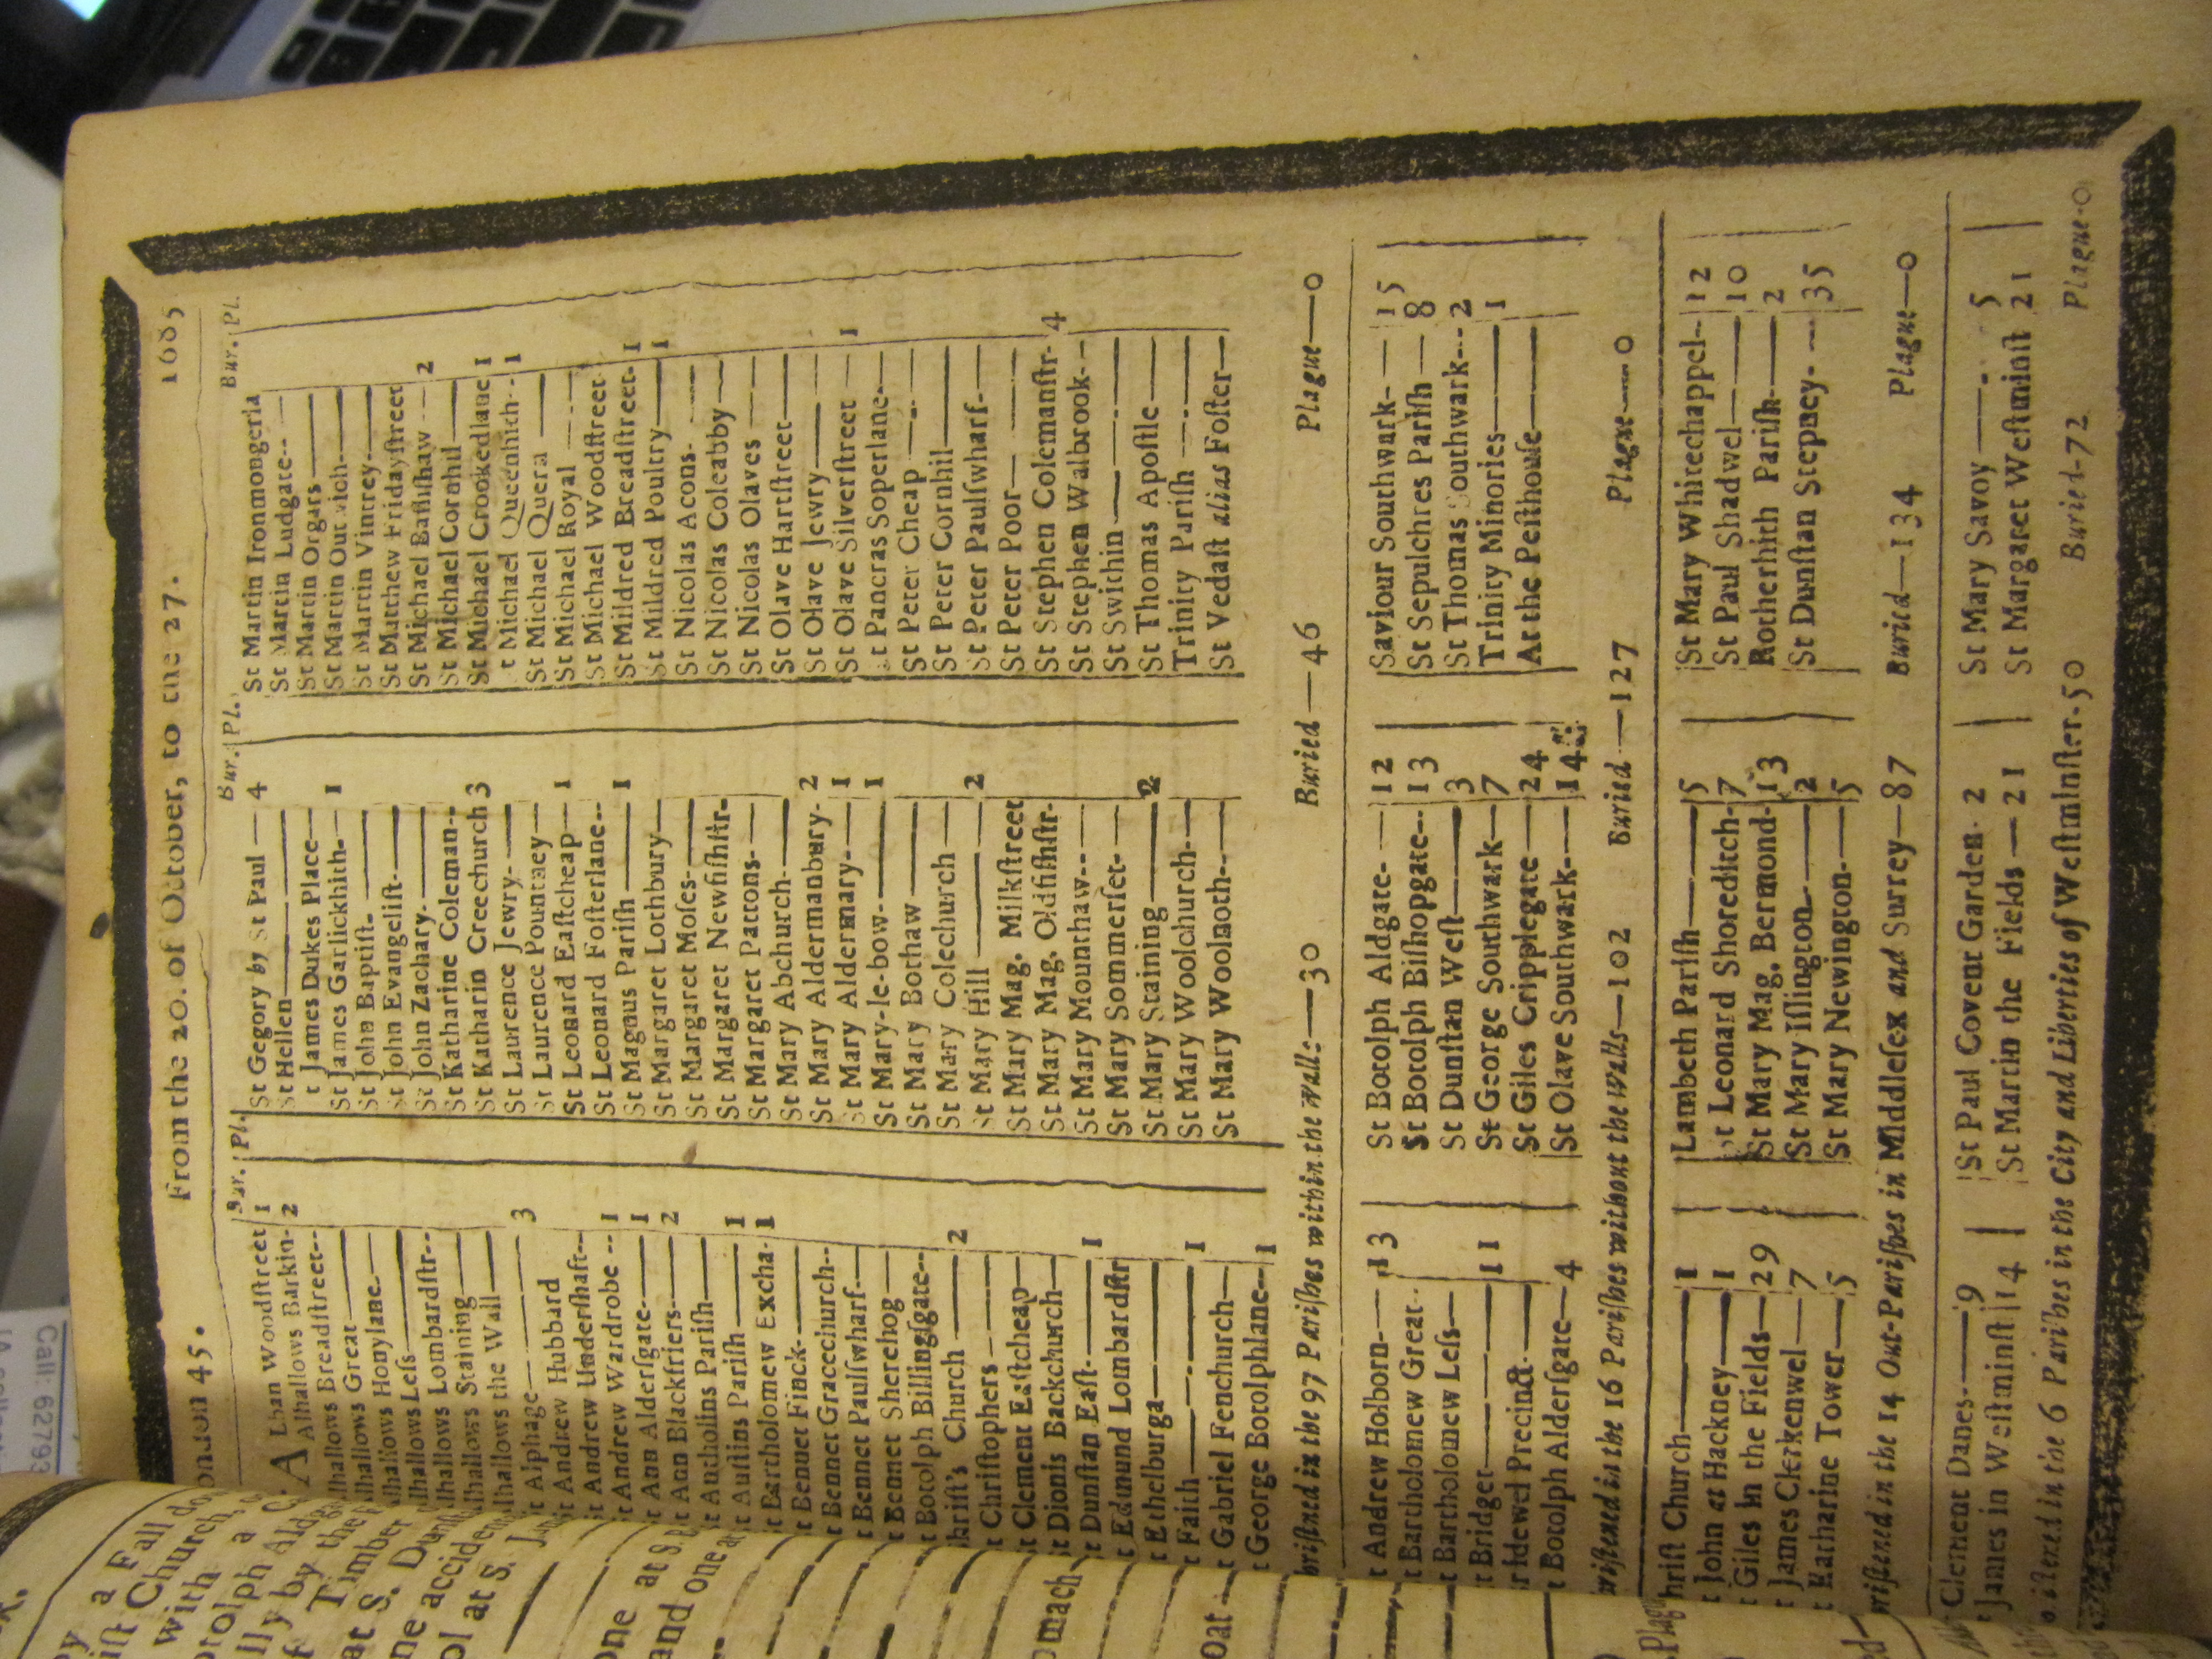 London 45. From the 20. of October, to the 27. 1685
Bur. Pl.
ALban Woodstreet 1
Alhallows Barkin- 2
Alhallows Breadstreet--
Alhallows Great——
Alhallows Honylane.—
Alhallows Less——
Alhallows Lombardstr--
Alhallows Staining——
Alhallows the Wall——
St Alphage—— 3
St Andrew Hubbard
St Andrew Undershaft--
St Andrew Wardrobe -- 1
St Ann Aldersgate-—— 1
St Ann Blackfriers—— 2
St Antholins Parish——
St Austins Parish—— 1
St Bartholomew Excha- 1
St Bennet Finck-——
St Bennet Gracechurch--
St Bennet Paulſwharf-—
St Bennet Sherehog——
St Botolph Billingſgate--
Chriſt's Church —— 2
St Chriſtophers——
St Clement Eaſtcheap—
St Dionis Backchurch—
St Dunſtan Eaſt-—— 1
St Edmund Lombardſtr
St Ethelburga——
St Faith—— 1
St Gabriel Fenchurch—
St George Botolphlane-- 1
Bur. Pl.
St Gegory by St Paul — 4
St Hellen——
St James Dukes Place—
St James Garlickhith-— 1
St John Baptiſt- ——
St John Evangeliſt-——
St John Zachary-——
St Katharine Coleman--
St Katharin Creechurch 3
St Laurence Jewry-——
St Laurence Pountney—
St Leonard Eaſtcheap— 1
St Leonard Foſterlane--
St Magnus Pariſh —— 1
St Margaret Lothbury—
St Margaret Moſes-——
St Margaret Newfiſhſtr-
St Margaret Pattons-—
St Mary Abchurch-——
St Mary Aldermanbury- 2
St Mary Aldermary-— 1
St Mary-le-bow-—— 1
St Mary Bothaw ——
St Mary Colechurch —
St Mary Hill —— 2
St Mary Mag. Milkſtreet
St Mary Mag. Oldfiſhſtr-
St Mary Mounthaw--—
St Mary Sommerſet-—
St Mary Staining—— 2
St Mary Woolchurch-—
St Mary Woolnoth-—
Bur. Pl.
St Martin Ironmongerla
St Martin Ludgate-- —
St Martin Orgars ——
St Martin Outwich-——
St Martin Vintrey-——
St Matthew Fridayſtreet
St Michael Baſſiſhaw — 2
St Michael Cornhil——
St Michael Crookedlane 1
St Michael Queenhith-- 1
St Michael Quern ——
St Michael Royal ——
St Michael Woodſtreet-
St Mildred Breadſtreet- 1
St Mildred Poultry—— 1
St Nicolas Acons- ——
St Nicolas Coleabby——
St Nicolas Olaves ——
St Olave Hartſtreet——
St Olave Jewry——
St Olave Silverſtreet — 1
St Pancras Soperlane-—
St Peter Cheap ——
St Peter Cornhil——
St Peter Paulſwharf-—
St Peter Poor— ——
St Stephen Colemanſtr- 4
St Stephen Walbrook-—
St Swithin ——
St Thomas Apoſtle——
Trinity Pariſh ——
St Vedaſt alias Foſter—
Chriſtned in the 97 Pariſhes within the Walls—30 Buried—46 Plague—0
St Andrew Holborn-— 13
St Bartholomew Great--
St Bartholomew Leſs—
St Bridget—— 11
Bridewel Precinct-——
St Botolph Alderſgate— 4
St Botolph Aldgate- — 12
St Botolph Biſhopgate-- 13
St Dunſtan Weſt—— 3
St George Southwark— 7
St Giles Cripplegate— 24
St Olave Southwark-— 14
Saviour Southwark- — 15
St Sepulchres Pariſh — 8
St Thomas Southwark--- 2
Trinity Minories—— 1
At the Peſthouſe——
Chriſtened in the 16 Pariſhes without the Walls—102 Buried—127 Plague—0
Chriſt Church—— 1
St John at Hackney—— 1
St Giles in the Fields— 29
St James Clerkenwel— 7
St Katharine Tower— 5
Lambeth Pariſh—— 5
St Leonard Shoreditch- 7
St Mary Mag. Bermond- 13
St Mary Iſlington-—— 2
St Mary Newington-— 5
St Mary Whitechappel-- 12
St Paul Shadwel—— 10
Rotherhith Pariſh-—— 2
St Dunſtan Stepney- --- 35
Chriſtened in the 14 Out-Pariſhes in Middleſex and Surrey—87 Buried—134 Plague—0
St Clement Danes-—— 9
St James in Weſtminſt 14
St Paul Covent Garden- 2
St Martin the Fields — 21
St Mary Savoy ——- 5
St Margaret Weſtminſt 21
Chriſtened in the 6 Pariſhes in the City and Liberties of Weſtminſter-50 Buried-72 Plague-0